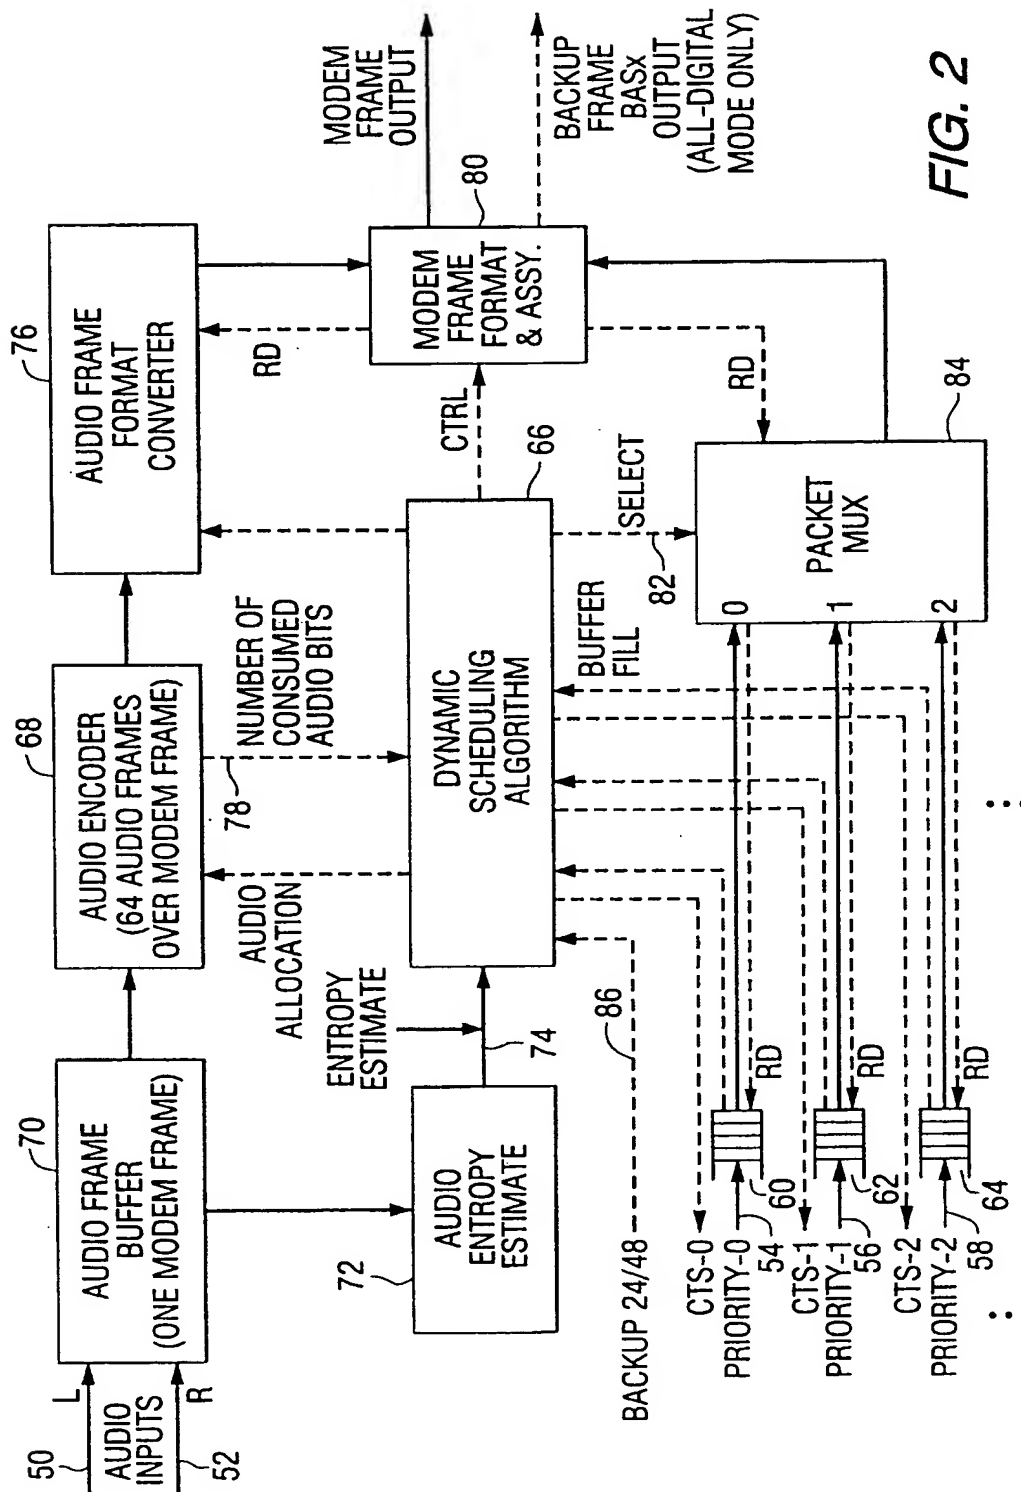 50
L
AUDIO
INPUTS
R
52
70
AUDIO FRAME
BUFFER
(ONE MODEM FRAME)
68
AUDIO ENCODER
(64 AUDIO FRAMES
OVER MODEM FRAME)
76
AUDIO FRAME
FORMAT
CONVERTER
72
AUDIO
ENTROPY
ESTIMATE
ENTROPY
ESTIMATE
74
AUDIO
ALLOCATION
78
NUMBER OF
CONSUMED
AUDIO BITS
DYNAMIC
SCHEDULING
ALGORITHM
66
CTRL
RD
MODEM
FRAME
FORMAT
& ASSY.
80
MODEM
FRAME
OUTPUT
BACKUP
FRAME
BASx
OUTPUT
(ALL-DIGITAL
MODE ONLY)
BACKUP 24/48
86
BUFFER
FILL
82
SELECT
RD
84
PACKET
MUX
0
1
2
CTS-0
PRIORITY-0
54
60
RD
CTS-1
PRIORITY-1
56
62
RD
CTS-2
PRIORITY-2
58
64
RD
FIG. 2